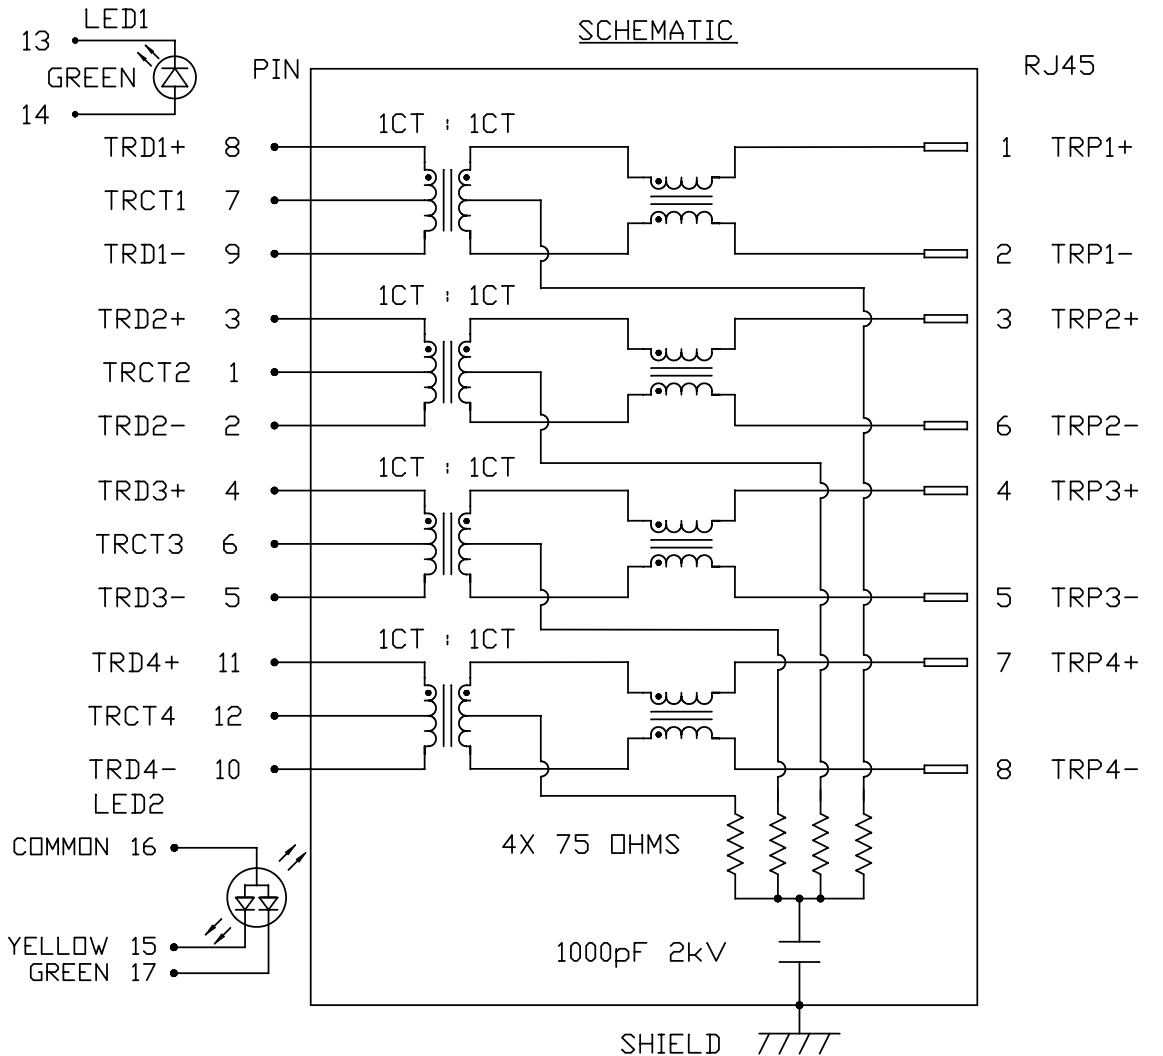 LED1
SCHEMATIC
13
GREEN
14
PIN
RJ45
1CT : 1CT
TRD1+ 8
1 TRP1+
TRCT1 7
TRD1- 9
2 TRP1-
1CT : 1CT
TRD2+ 3
3 TRP2+
TRCT2 1
TRD2- 2
6 TRP2-
1CT : 1CT
TRD3+ 4
4 TRP3+
TRCT3 6
TRD3- 5
5 TRP3-
1CT : 1CT
TRD4+ 11
7 TRP4+
TRCT4 12
TRD4- 10
8 TRP4-
LED2
COMMON 16
4X 75 OHMS
YELLOW 15
GREEN 17
1000pF 2kV
SHIELD